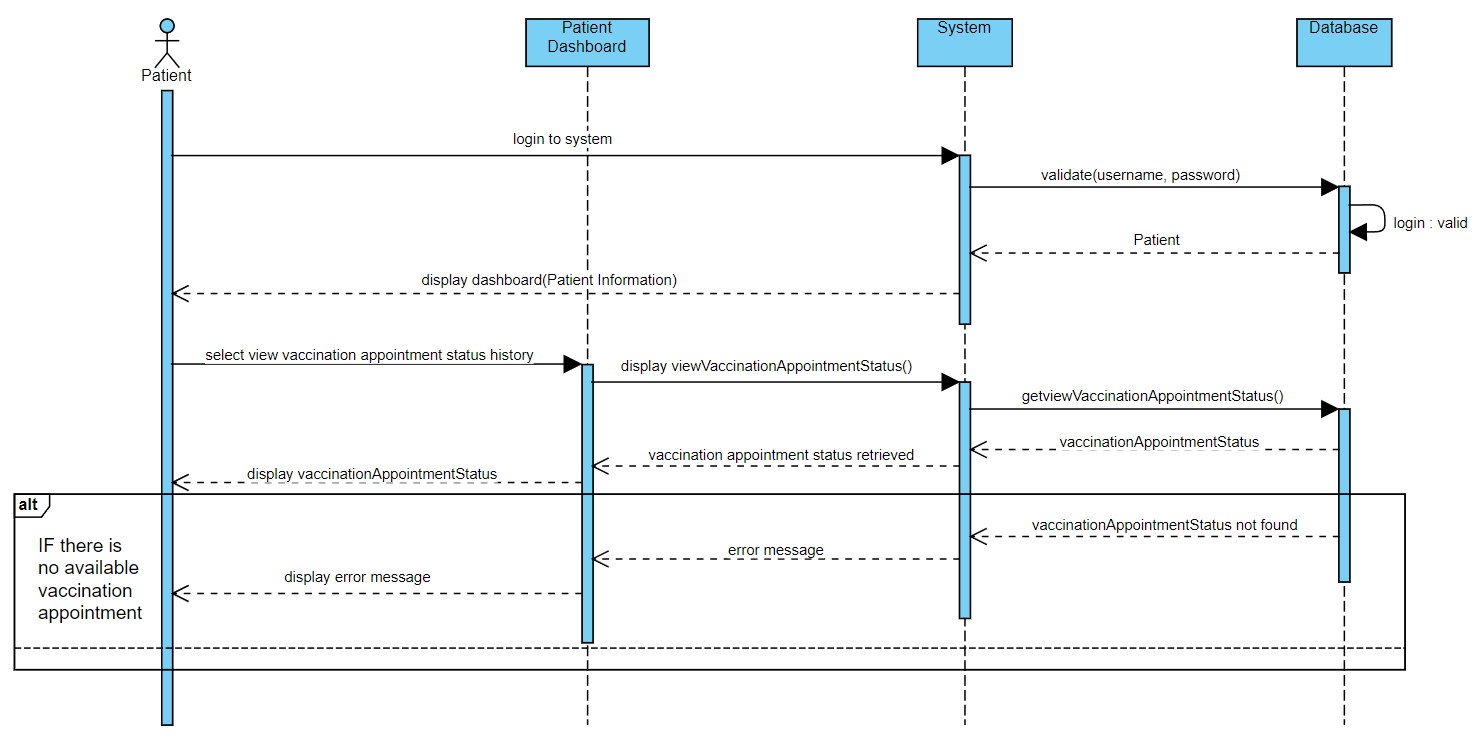 Patient
Patient
Dashboard
System
Database
login to system
validate(username, password)
login : valid
Patient
display dashboard(Patient Information)
select view vaccination appointment status history
display viewVaccinationAppointmentStatus()
getviewVaccinationAppointmentStatus()
vaccinationAppointmentStatus
vaccination appointment status retrieved
display vaccinationAppointmentStatus
alt
IF there is
no available
vaccination
appointment
vaccinationAppointmentStatus not found
error message
display error message